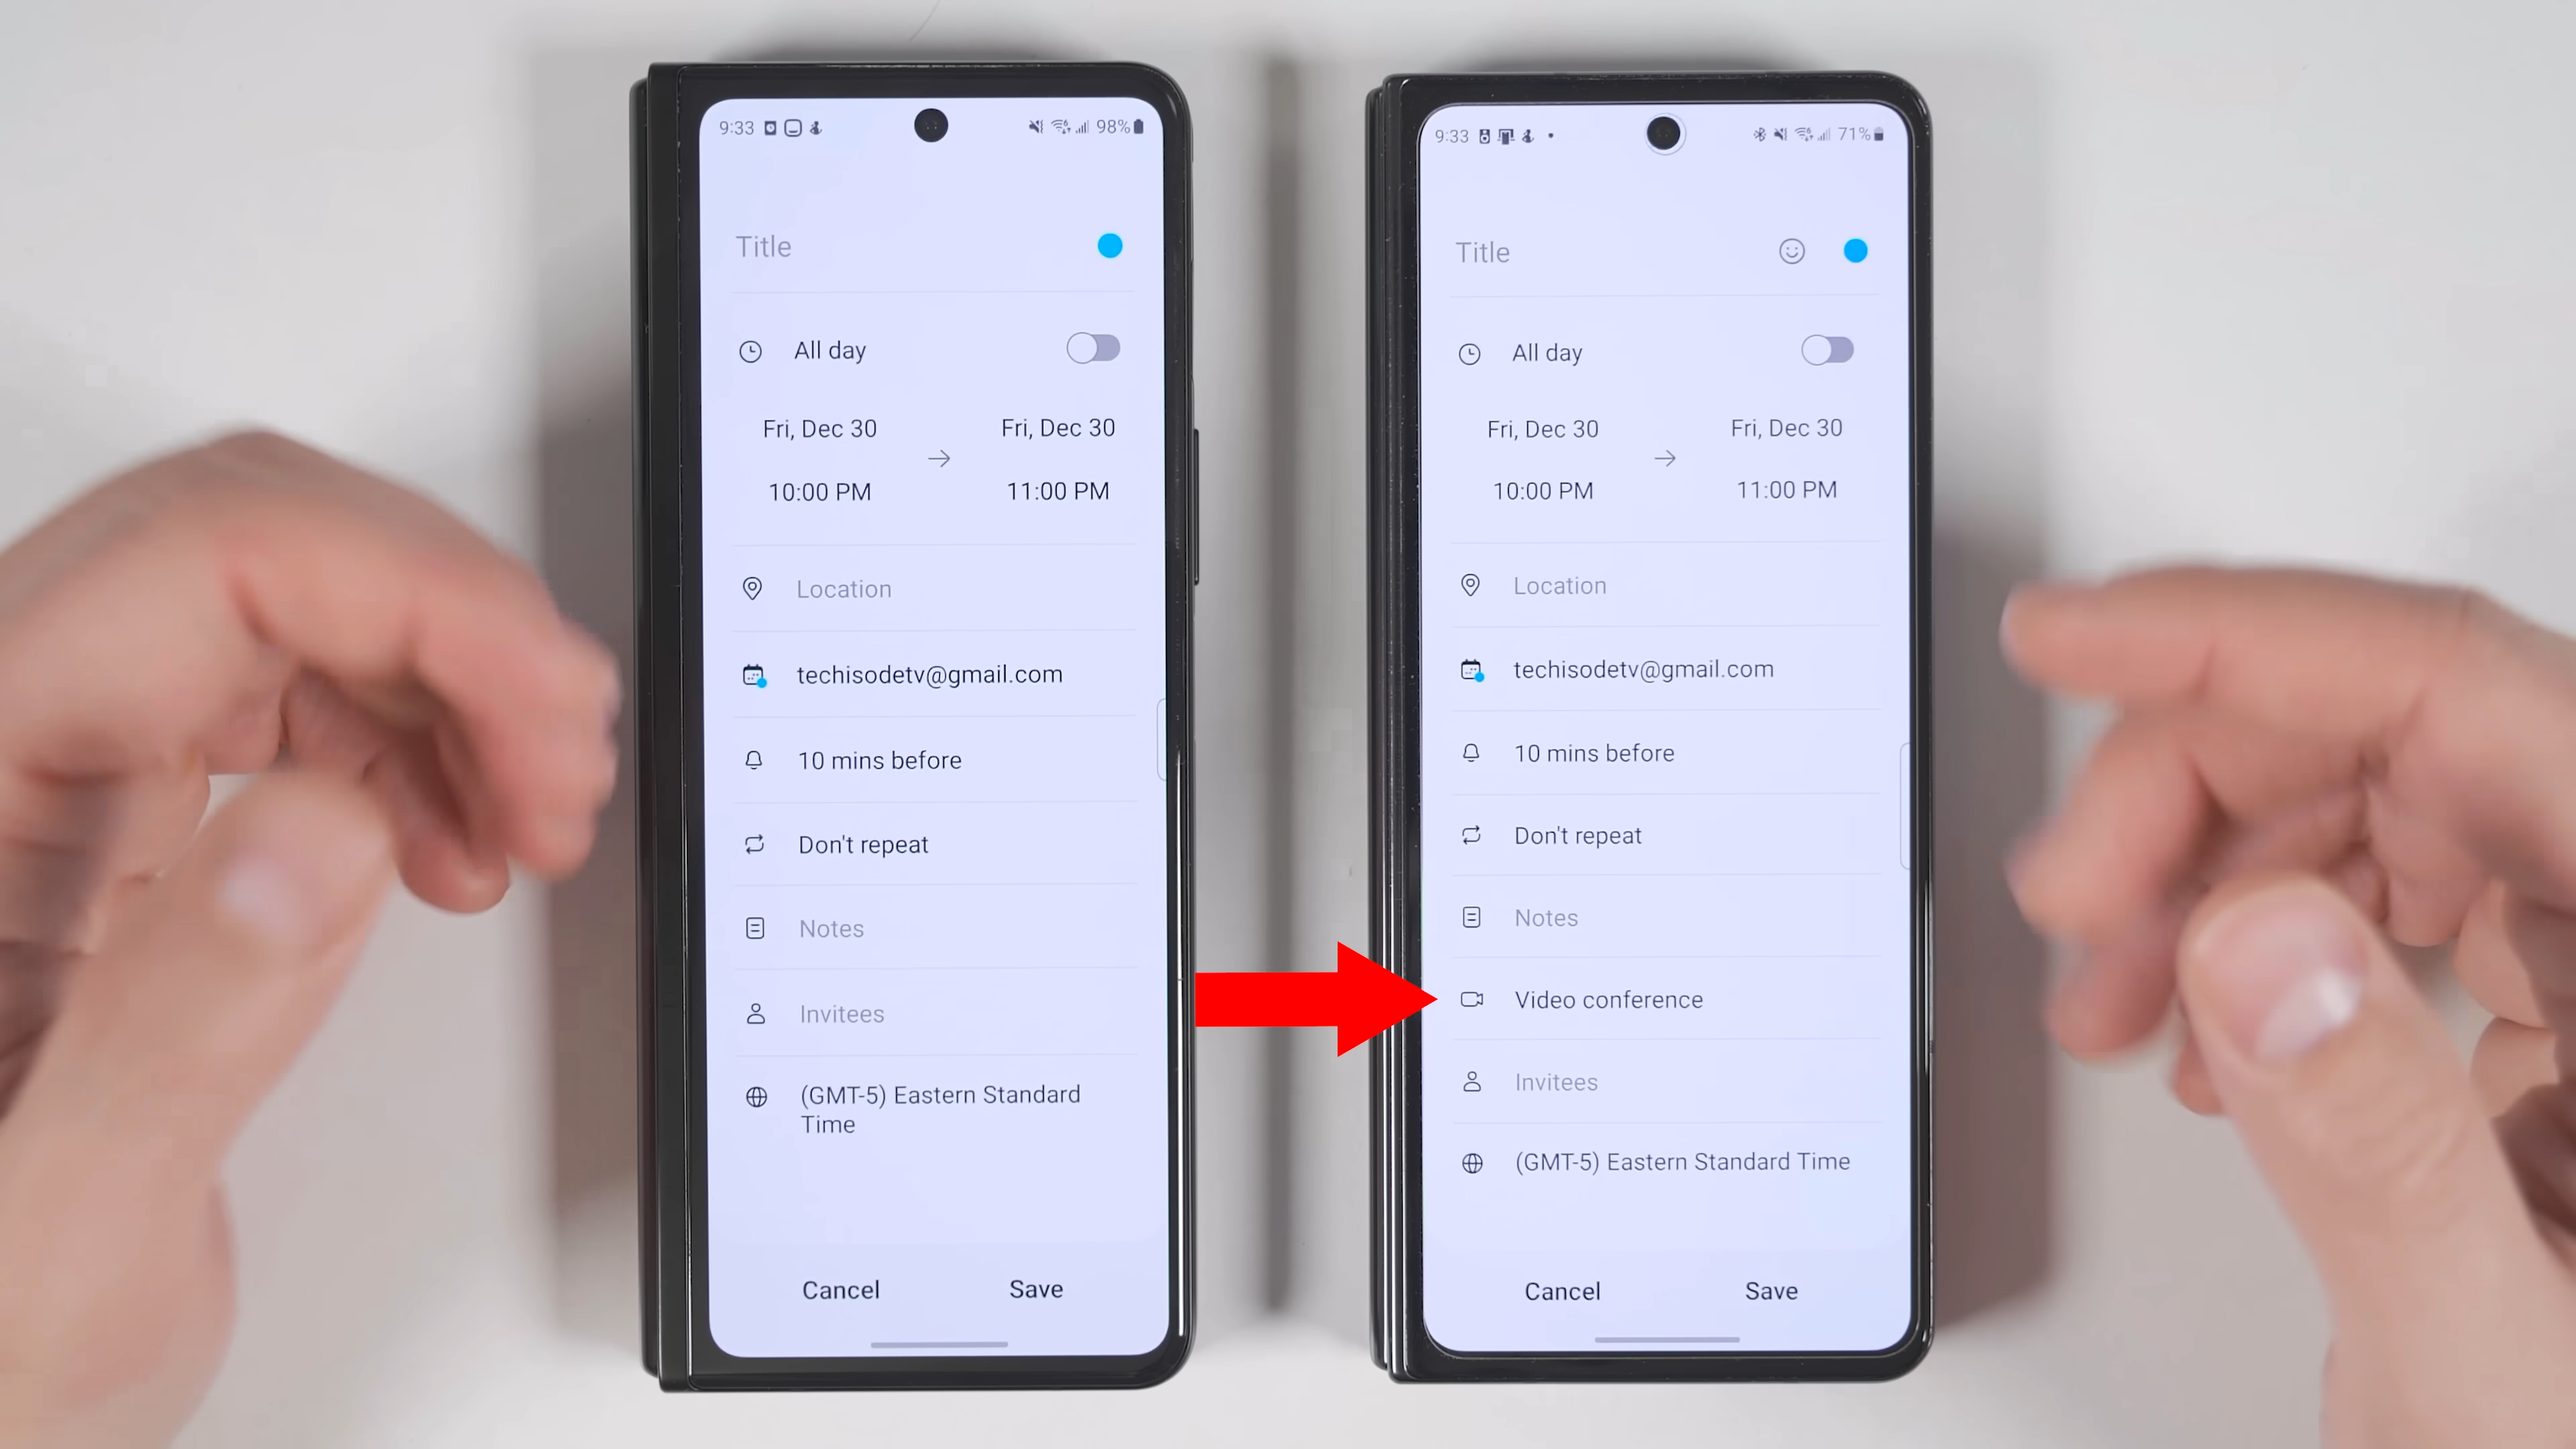 9:33
98%
Title
All day
Fri, Dec 30
Fri, Dec 30
10:00 PM
11:00 PM
Location
techisodetv@gmail.com
10 mins before
Don't repeat
Notes
Invitees
(GMT-5) Eastern Standard
Time
Cancel
Save
9:33
71%
Title
All day
Fri, Dec 30
Fri, Dec 30
10:00 PM
11:00 PM
Location
techisodetv@gmail.com
10 mins before
Don't repeat
Notes
Video conference
Invitees
(GMT-5) Eastern Standard Time
Cancel
Save